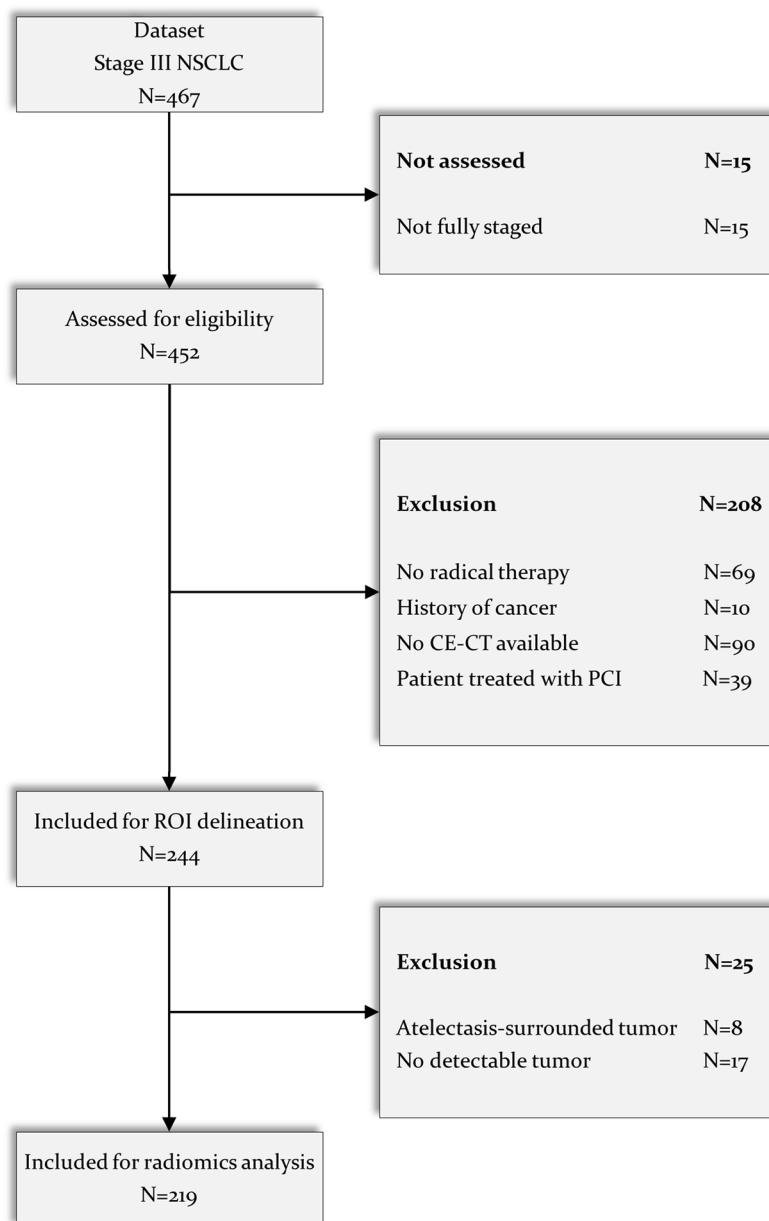 Dataset
Stage III NSCLC
N=467
Not assessed N=15
Not fully staged N=15
Assessed for eligibility
N=452
Exclusion N=208
No radical therapy N=69
History of cancer N=10
No CE-CT available N=90
Patient treated with PCI N=39
Included for ROI delineation
N=244
Exclusion N=25
Atelectasis-surrounded tumor N=8
No detectable tumor N=17
Included for radiomics analysis
N=219